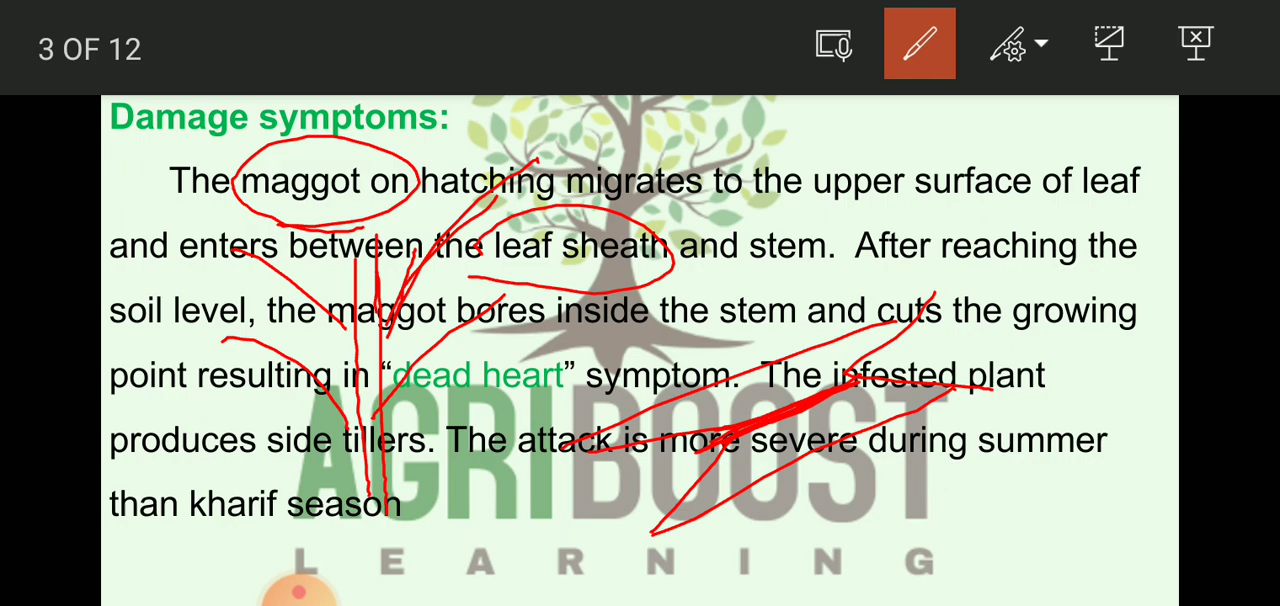 3 OF 12
Damage symptoms:
The maggot on hatching migrates to the upper surface of leaf
and enters between the leaf sheath and stem. After reaching the
soil level, the maggot bores inside the stem and cuts the growing
point resulting in “dead heart” symptom. The infested plant
produces side tillers. The attack is more severe during summer
than kharif season
AGRIBOOST
LEARNING